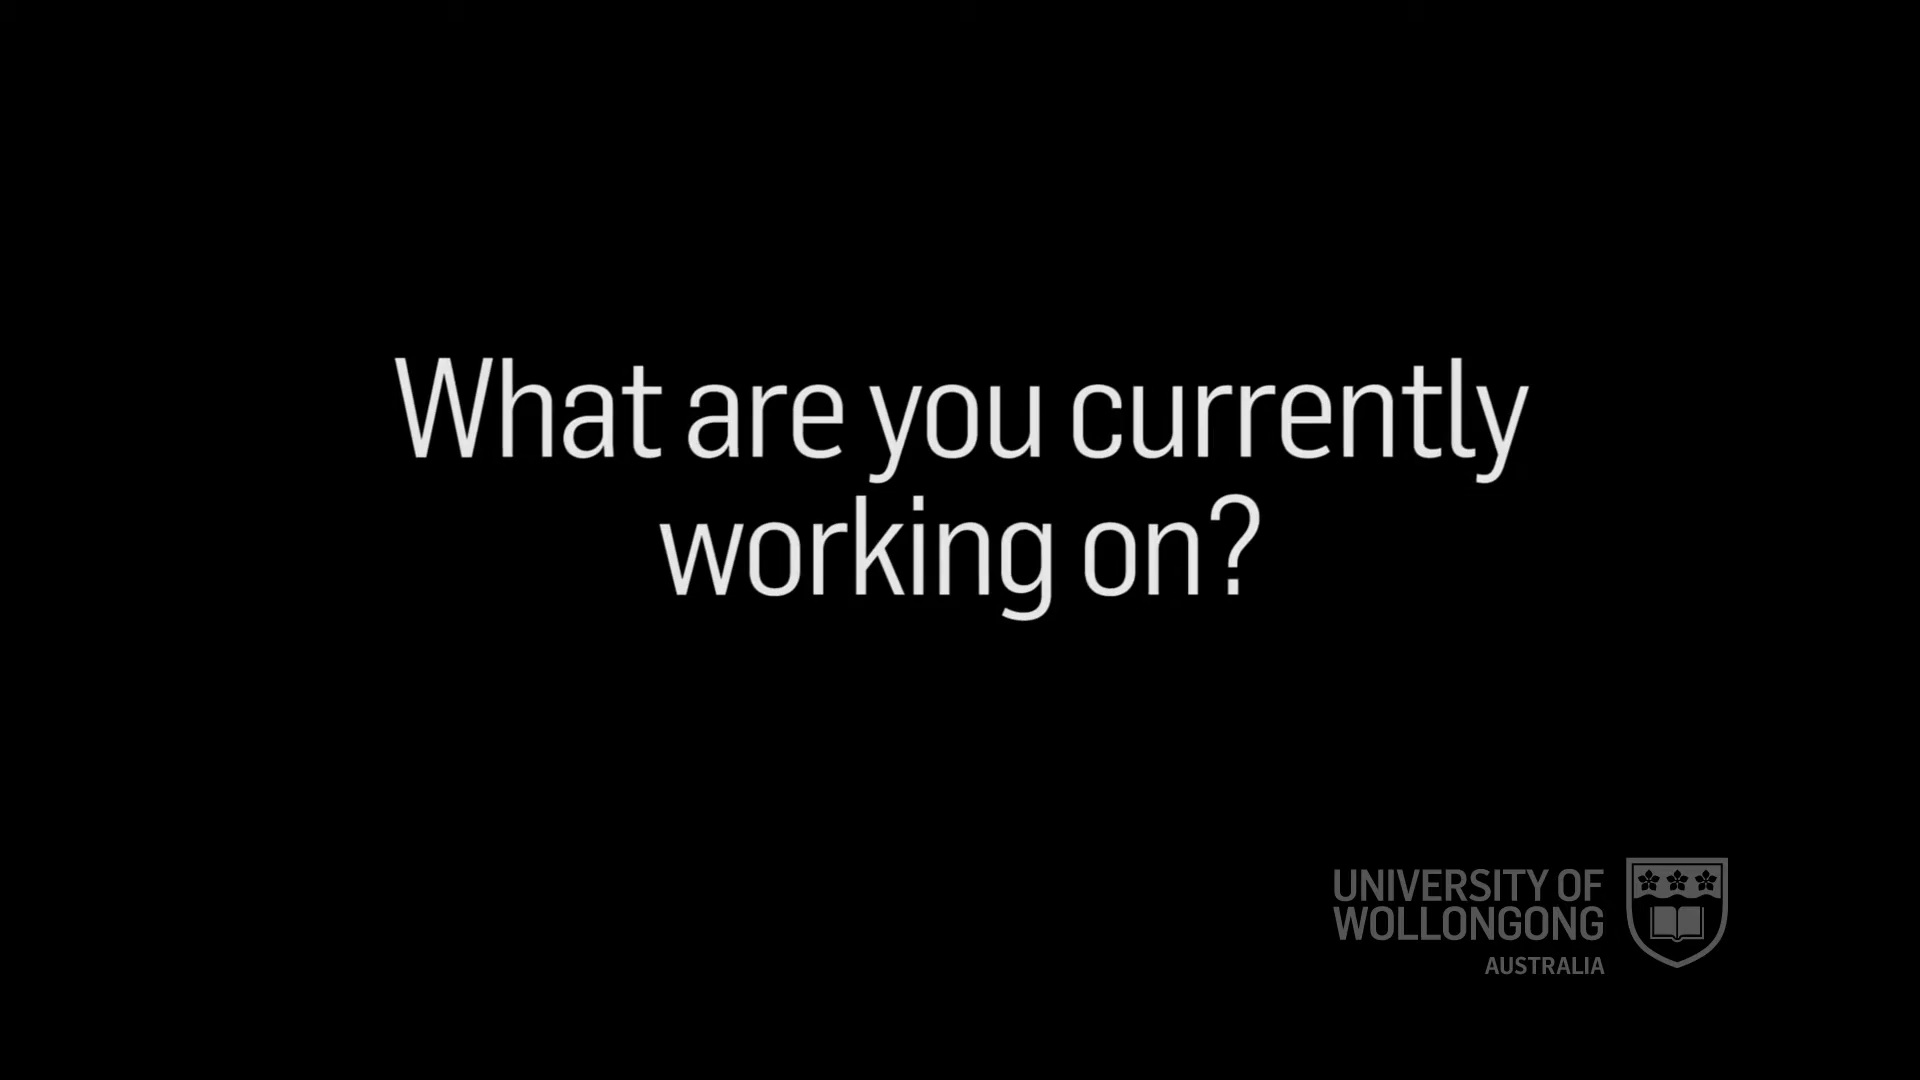 What are you currently
working on?
UNIVERSITY OF
WOLLONGONG
AUSTRALIA